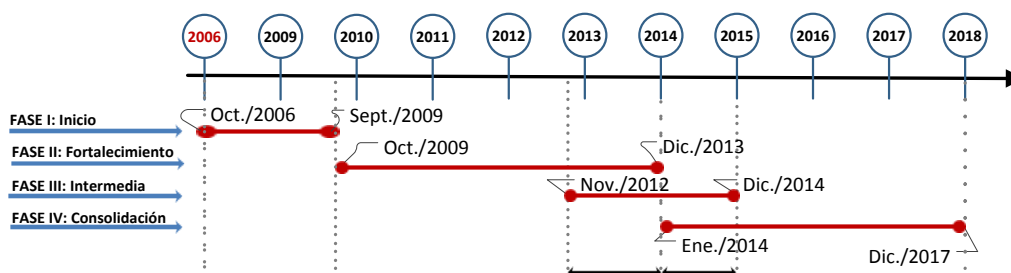 2006 2009 2010 2011 2012 2013 2014 2015 2016 2017 2018
FASE I: Inicio
Oct./2006
Sept./2009
FASE II: Fortalecimiento
Oct./2009
Dic./2013
FASE III: Intermedia
Nov./2012
Dic./2014
FASE IV: Consolidación
Ene./2014
Dic./2017